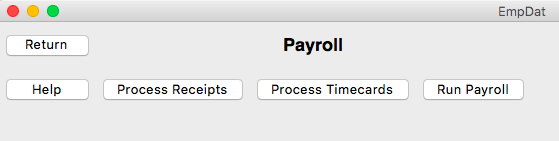 EmpDat
Return
Payroll
Help
Process Receipts
Process Timecards
Run Payroll